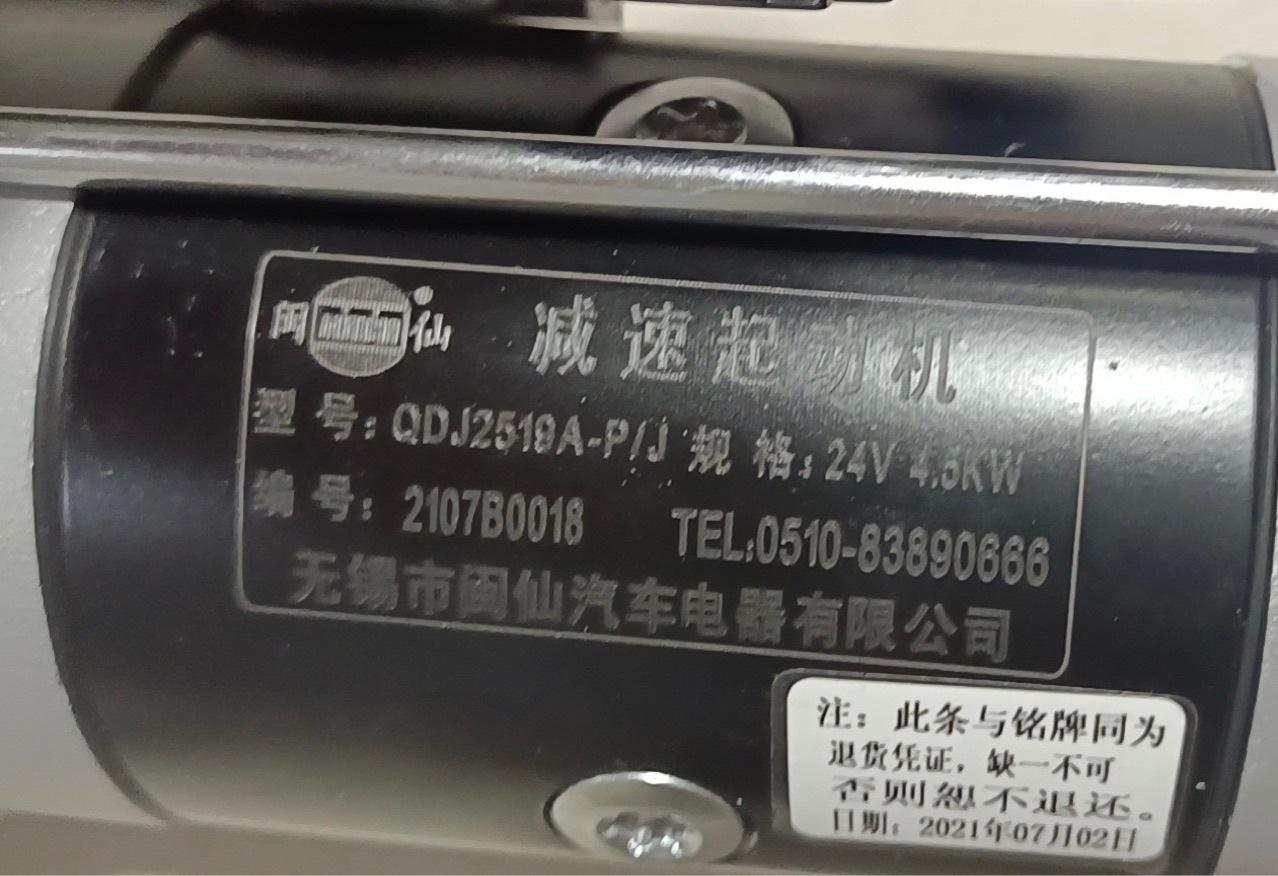 闽 仙 减速起动机
型 号: QDJ2519A-P/J 规 格: 24V 4.5KW
编 号: 2107B0018 TEL:0510-83890666
无锡市闽仙汽车电器有限公司
注: 此条与铭牌同为
退货凭证, 缺一不可
否则恕不退还。
日期: 2021年07月02日